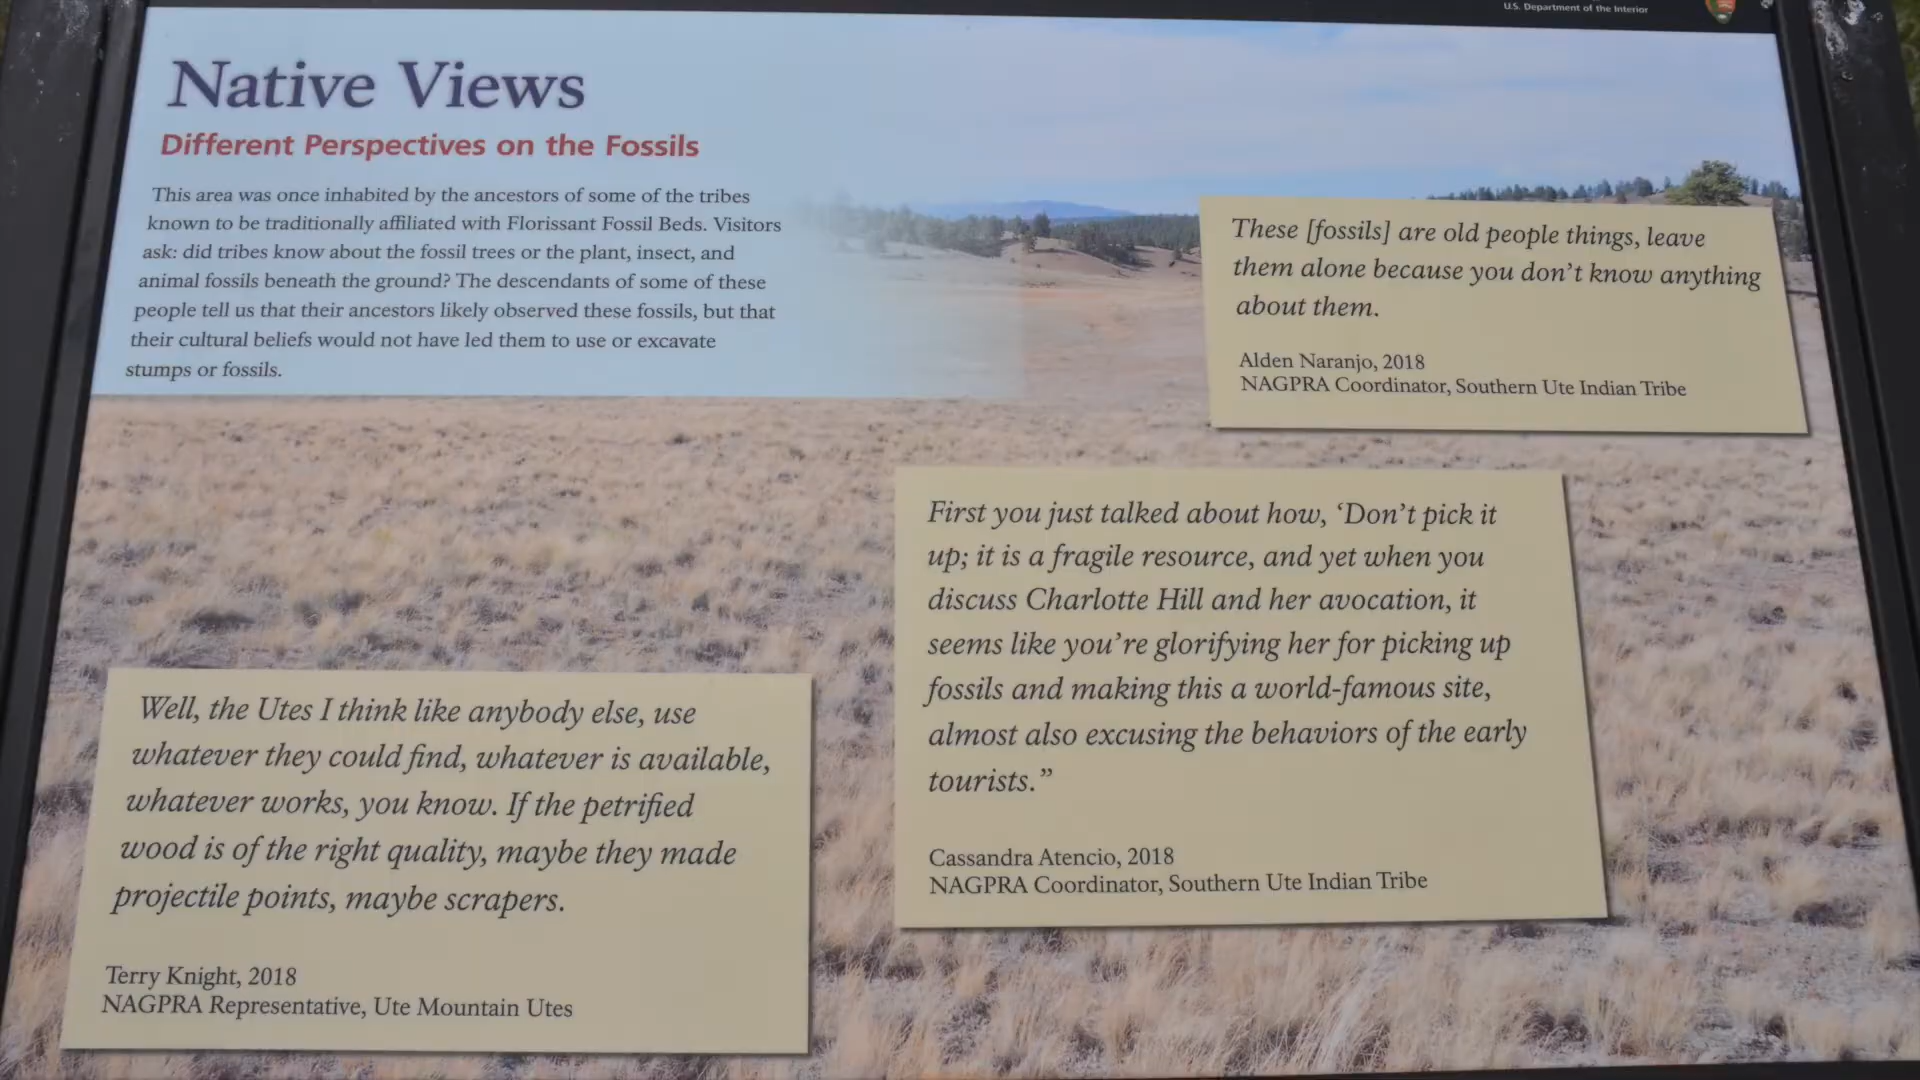 U.S. Department of the Interior
Native Views
Different Perspectives on the Fossils
This area was once inhabited by the ancestors of some of the tribes
known to be traditionally affiliated with Florissant Fossil Beds. Visitors
ask: did tribes know about the fossil trees or the plant, insect, and
animal fossils beneath the ground? The descendants of some of these
people tell us that their ancestors likely observed these fossils, but that
their cultural beliefs would not have led them to use or excavate
stumps or fossils.
These [fossils] are old people things, leave
them alone because you don’t know anything
about them.
Alden Naranjo, 2018
NAGPRA Coordinator, Southern Ute Indian Tribe
First you just talked about how, ‘Don’t pick it
up; it is a fragile resource, and yet when you
discuss Charlotte Hill and her avocation, it
seems like you’re glorifying her for picking up
fossils and making this a world-famous site,
almost also excusing the behaviors of the early
tourists.”
Cassandra Atencio, 2018
NAGPRA Coordinator, Southern Ute Indian Tribe
Well, the Utes I think like anybody else, use
whatever they could find, whatever is available,
whatever works, you know. If the petrified
wood is of the right quality, maybe they made
projectile points, maybe scrapers.
Terry Knight, 2018
NAGPRA Representative, Ute Mountain Utes